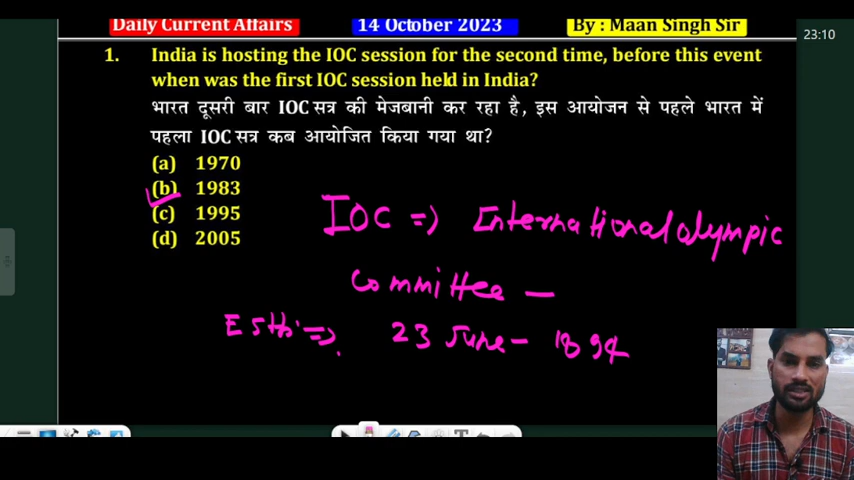 Daily Current Affairs 14 October 2023 By : Maan Singh Sir
23:10
1. India is hosting the IOC session for the second time, before this event
when was the first IOC session held in India?
भारत दूसरी बार IOC सत्र की मेजबानी कर रहा है, इस आयोजन से पहले भारत में
पहला IOC सत्र कब आयोजित किया गया था?
(a) 1970
(b) 1983
(c) 1995
(d) 2005
IOC => International olympic
Committee -
Estb. => 23 June - 1894